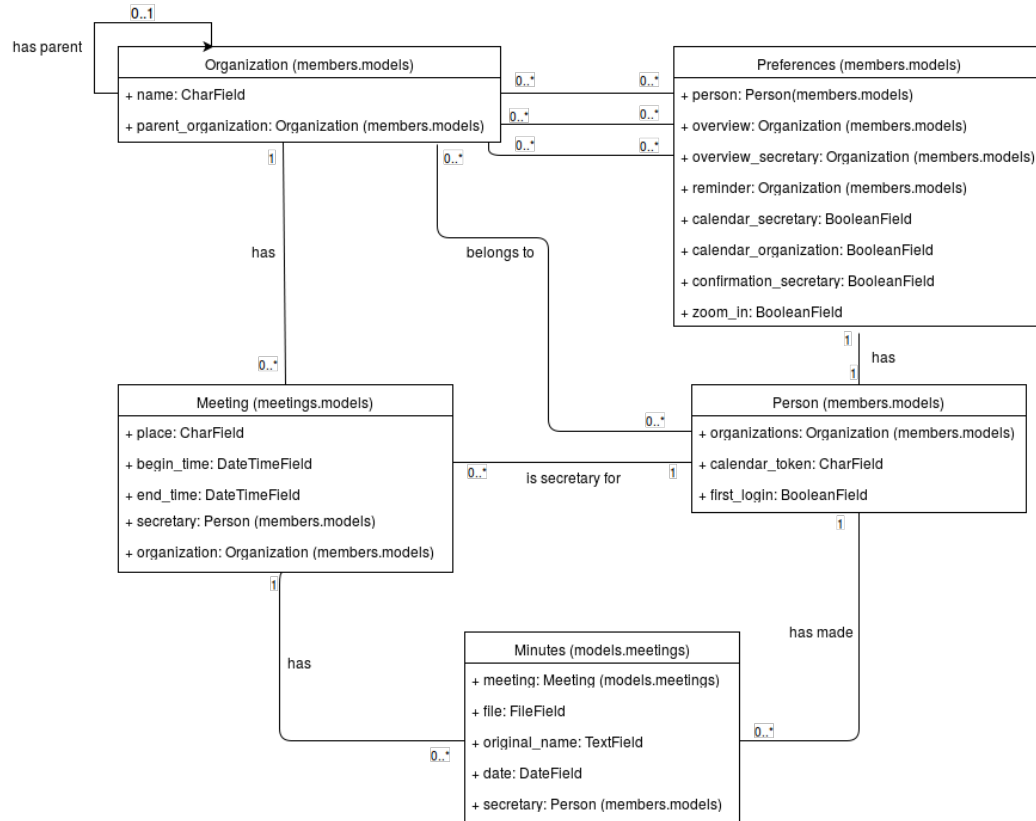 0..1
has parent
Organization (members.models)
+ name: CharField
+ parent_organization: Organization (members.models)
0..*
0..*
0..*
0..*
0..*
0..*
Preferences (members.models)
+ person: Person(members.models)
+ overview: Organization (members.models)
+ overview_secretary: Organization (members.models)
+ reminder: Organization (members.models)
+ calendar_secretary: BooleanField
+ calendar_organization: BooleanField
+ confirmation_secretary: BooleanField
+ zoom_in: BooleanField
1
0..*
has
belongs to
1
has
1
0..*
Meeting (meetings.models)
+ place: CharField
+ begin_time: DateTimeField
+ end_time: DateTimeField
+ secretary: Person (members.models)
+ organization: Organization (members.models)
0..*
Person (members.models)
+ organizations: Organization (members.models)
+ calendar_token: CharField
+ first_login: BooleanField
0..*
is secretary for
1
1
1
has
has made
Minutes (models.meetings)
+ meeting: Meeting (models.meetings)
+ file: FileField
+ original_name: TextField
+ date: DateField
+ secretary: Person (members.models)
0..*
0..*